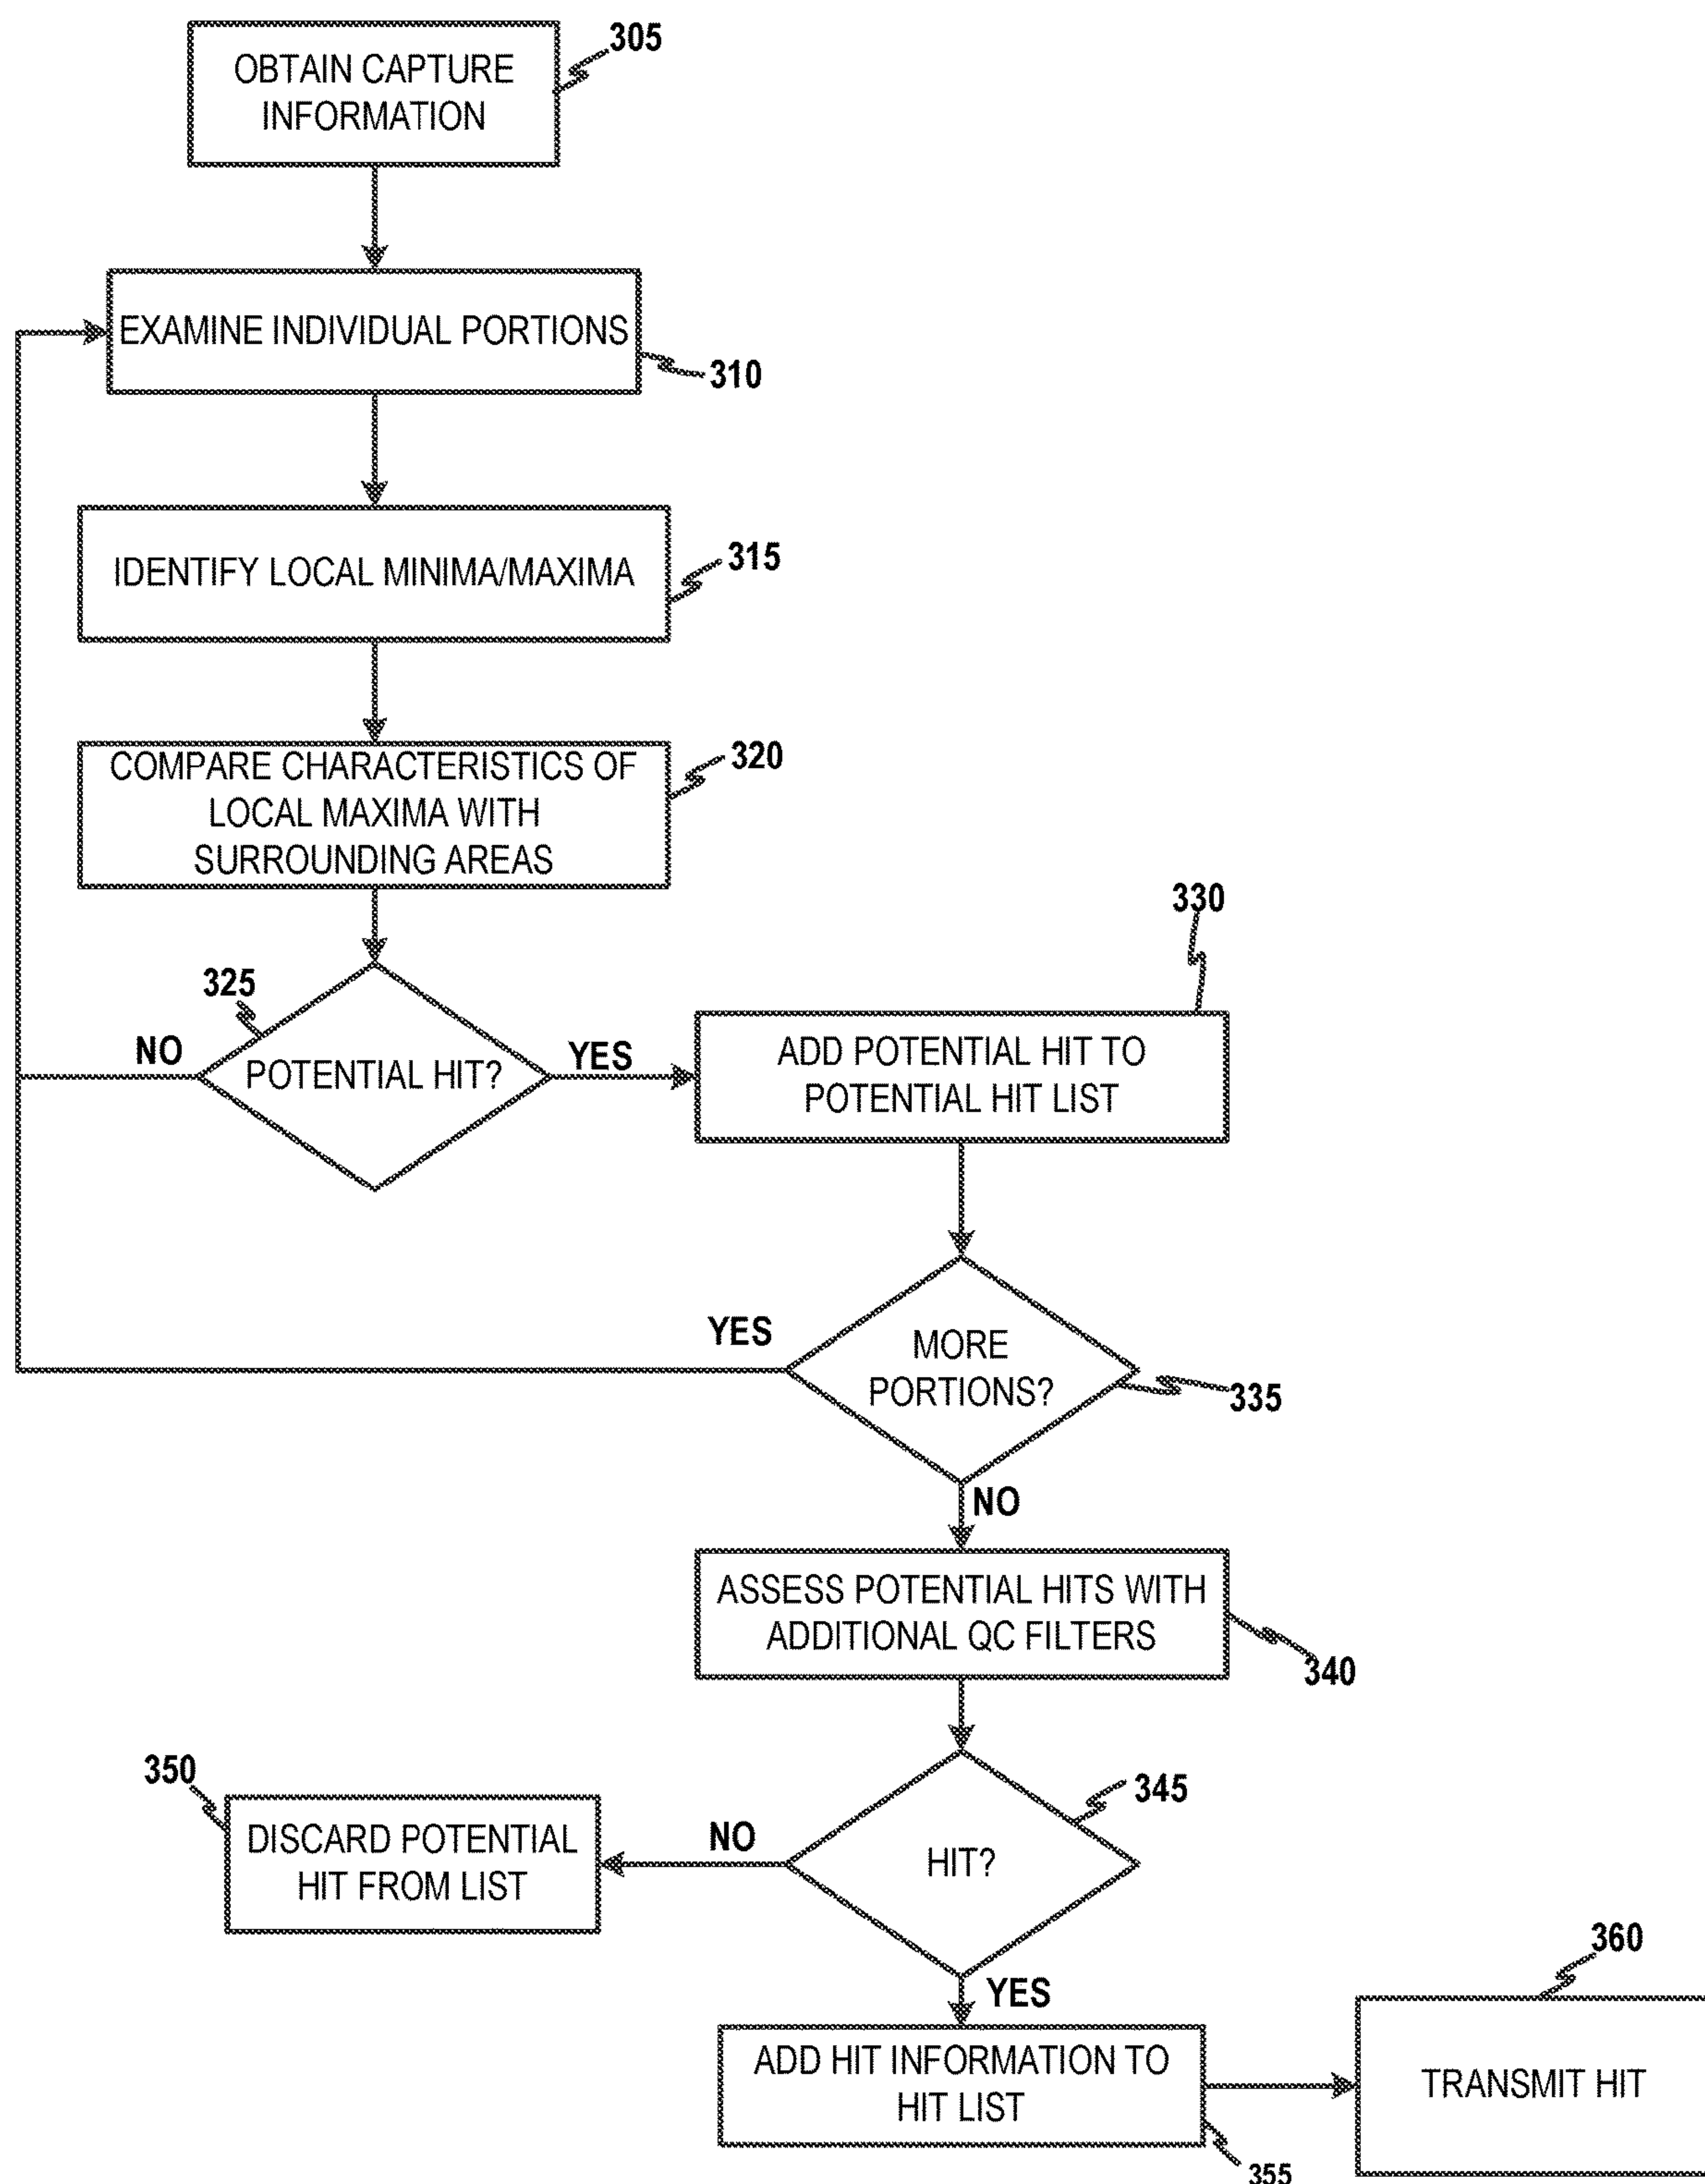 305
OBTAIN CAPTURE
INFORMATION
EXAMINE INDIVIDUAL PORTIONS
310
IDENTIFY LOCAL MINIMA/MAXIMA
315
COMPARE CHARACTERISTICS OF
LOCAL MAXIMA WITH
SURROUNDING AREAS
320
325
NO
POTENTIAL HIT?
YES
330
ADD POTENTIAL HIT TO
POTENTIAL HIT LIST
YES
MORE
PORTIONS?
335
NO
ASSESS POTENTIAL HITS WITH
ADDITIONAL QC FILTERS
340
350
DISCARD POTENTIAL
HIT FROM LIST
NO
HIT?
345
YES
ADD HIT INFORMATION TO
HIT LIST
355
360
TRANSMIT HIT